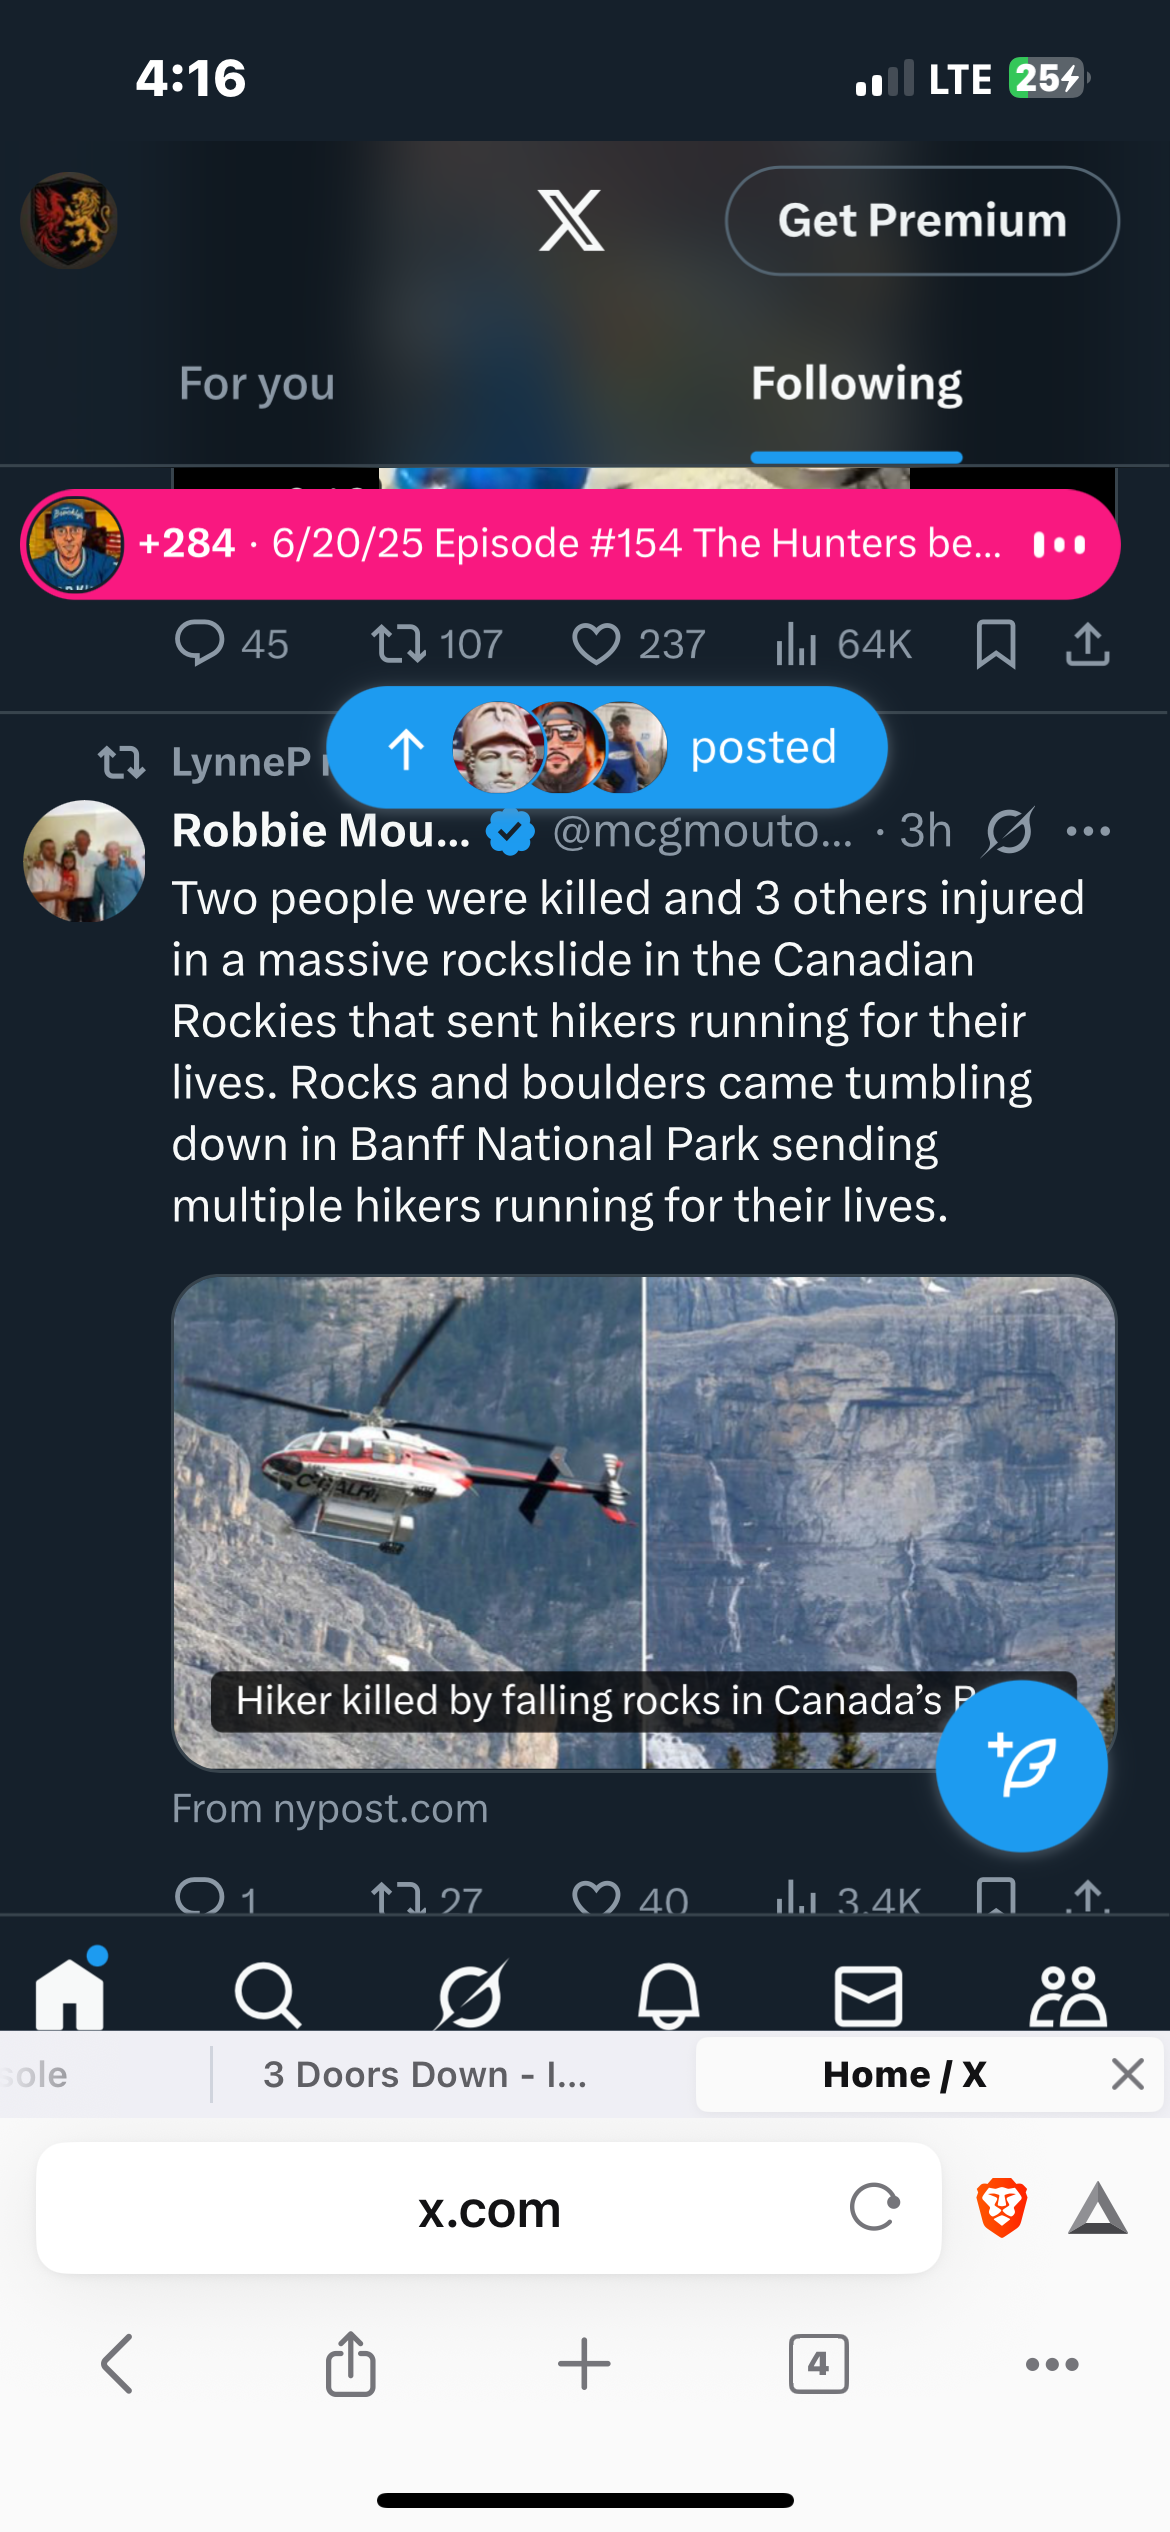 4:16
LTE 25
X
Get Premium
For you
Following
+284 · 6/20/25 Episode #154 The Hunters be...
45 107 237 64K
LynneP
posted
Robbie Mou... @mcgmouto... · 3h
Two people were killed and 3 others injured
in a massive rockslide in the Canadian
Rockies that sent hikers running for their
lives. Rocks and boulders came tumbling
down in Banff National Park sending
multiple hikers running for their lives.
Hiker killed by falling rocks in Canada's
From nypost.com
1 27 40 3.4K
sole
3 Doors Down - I...
Home / X
x.com
4